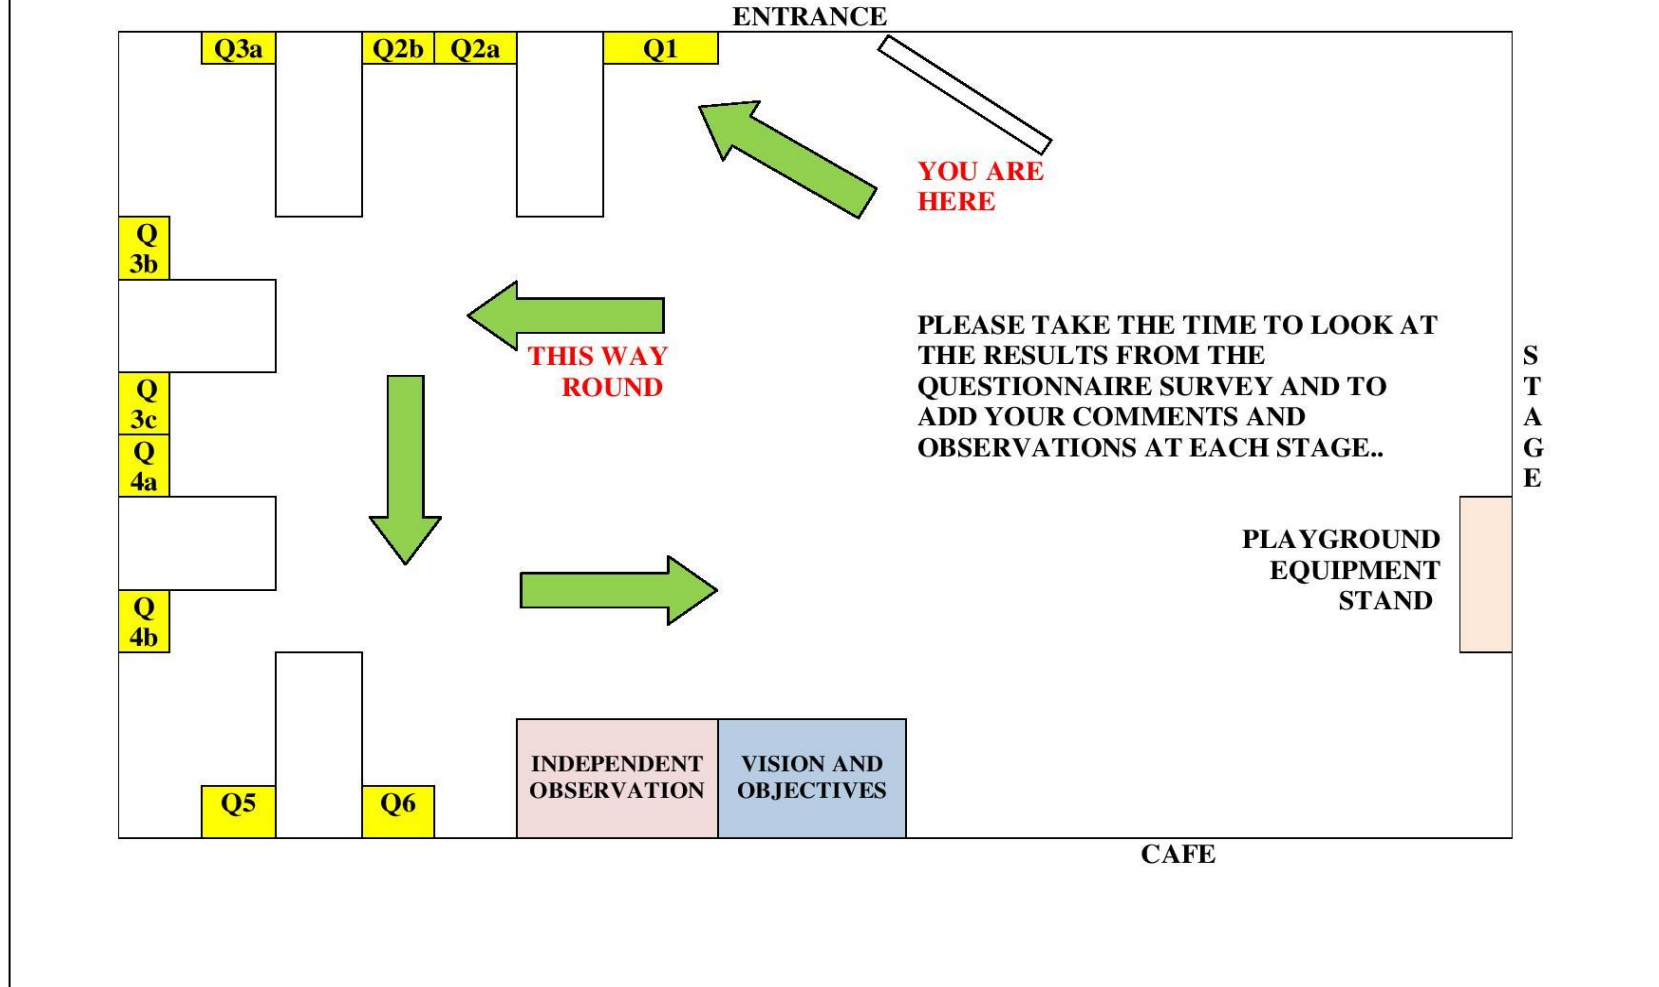 ENTRANCE
Q3a
Q2b
Q2a
Q1
YOU ARE
HERE
Q
3b
THIS WAY
ROUND
PLEASE TAKE THE TIME TO LOOK AT
THE RESULTS FROM THE
QUESTIONNAIRE SURVEY AND TO
ADD YOUR COMMENTS AND
OBSERVATIONS AT EACH STAGE..
S
T
A
G
E
Q
3c
Q
4a
PLAYGROUND
EQUIPMENT
STAND
Q
4b
Q5
Q6
INDEPENDENT
OBSERVATION
VISION AND
OBJECTIVES
CAFE